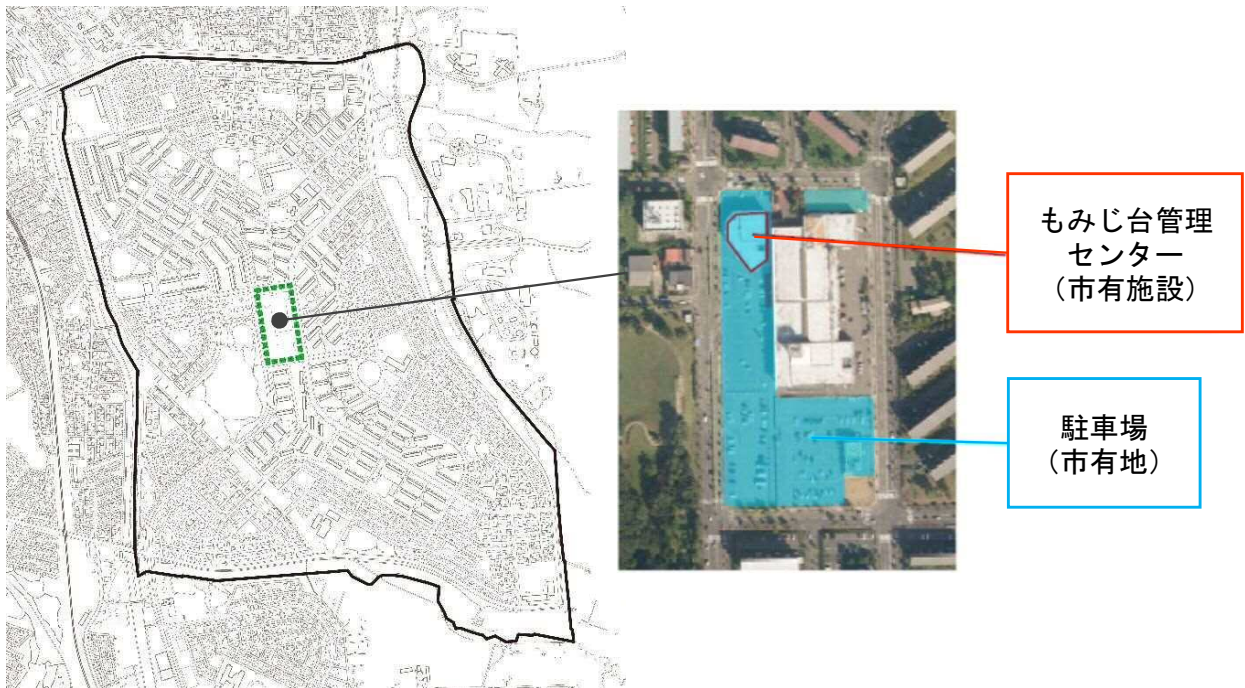 もみじ台管理
センター
（市有施設）
駐車場
（市有地）